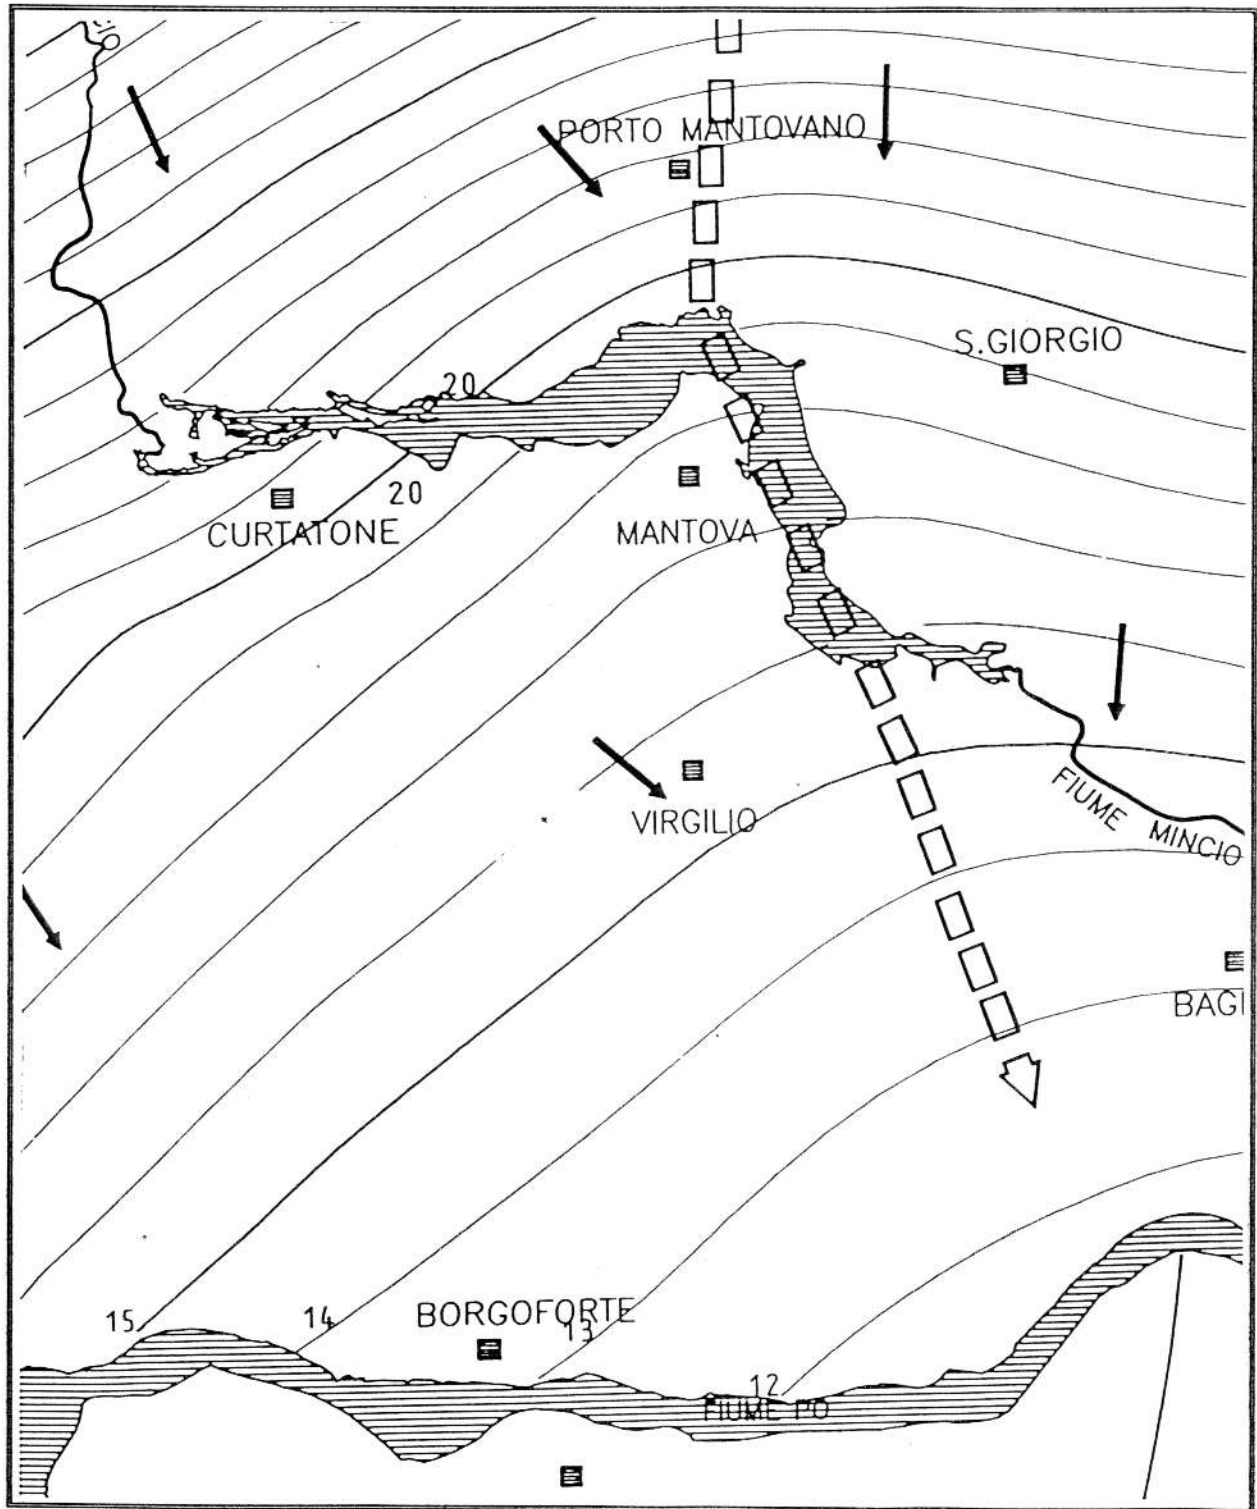 PORTO MANTOVANO
S.GIORGIO
20
20
CURTATONE
MANTOVA
FIUME MINCIO
VIRGILIO
BAGI
15
14
BORGOFORTE
13
12
FIUME PO